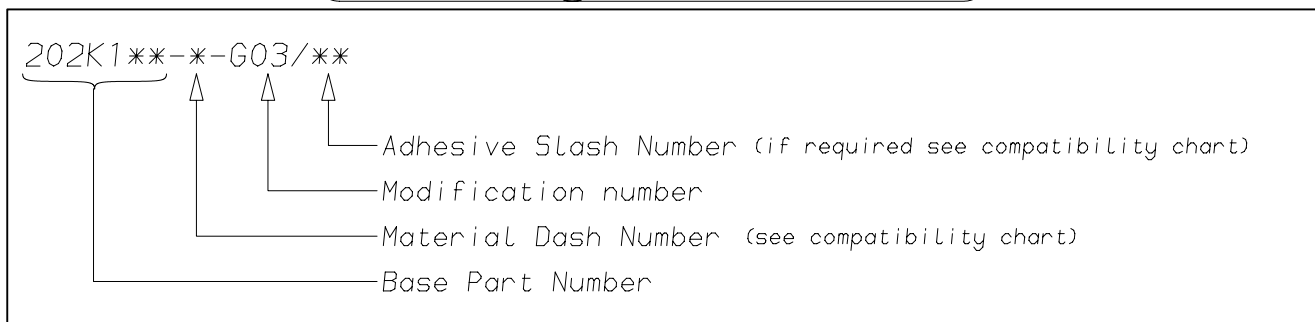 202K1**-*-G03/**
Adhesive Slash Number (if required see compatibility chart)
Modification number
Material Dash Number (see compatibility chart)
Base Part Number